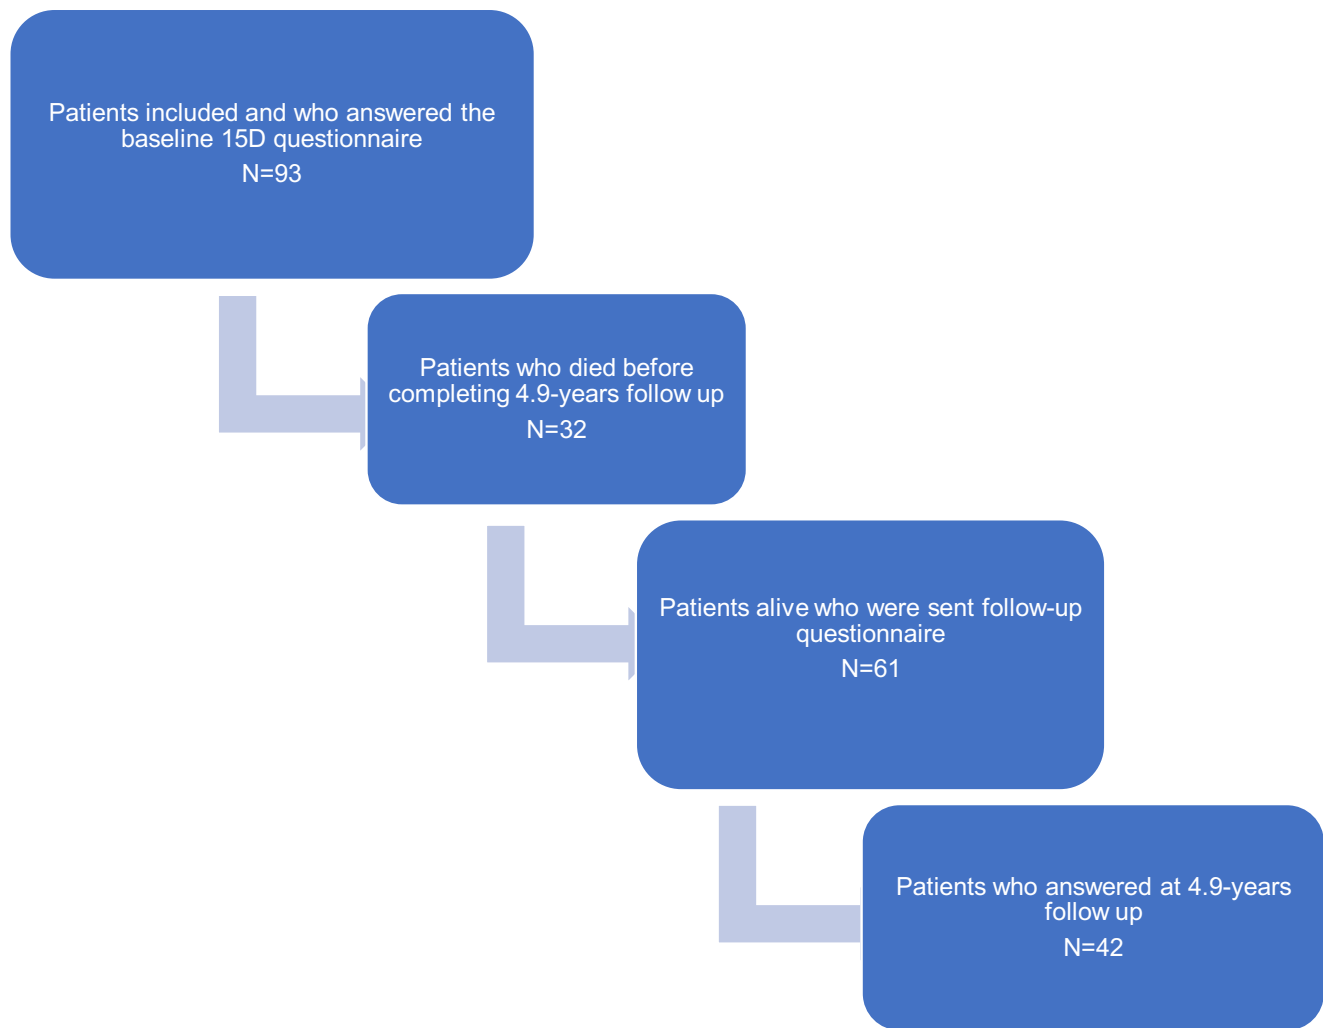 Patients included and who answered the
baseline 15D questionnaire
N=93
Patients who died before
completing 4.9-years follow up
N=32
Patients alive who were sent follow-up
questionnaire
N=61
Patients who answered at 4.9-years
follow up
N=42